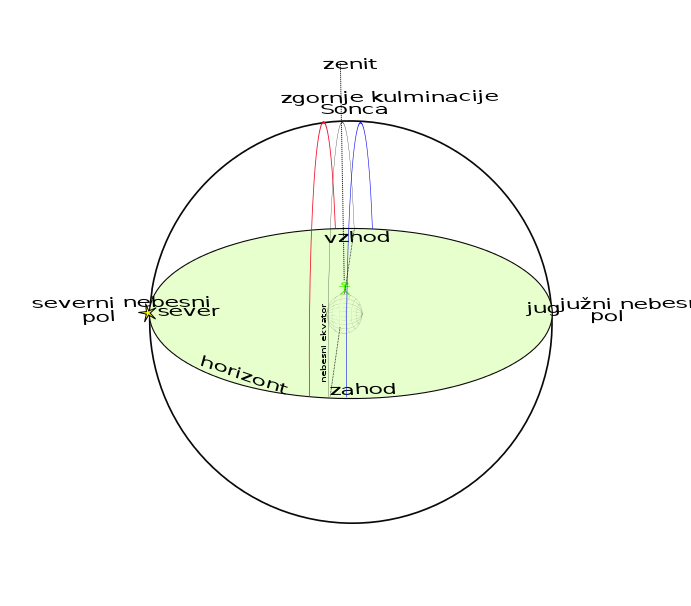 zenit
zgornje kulminacije
Sonca
vzhod
severni nebesni
pol
sever
jug
južni nebesni
pol
nebesni ekvator
horizont
zahod